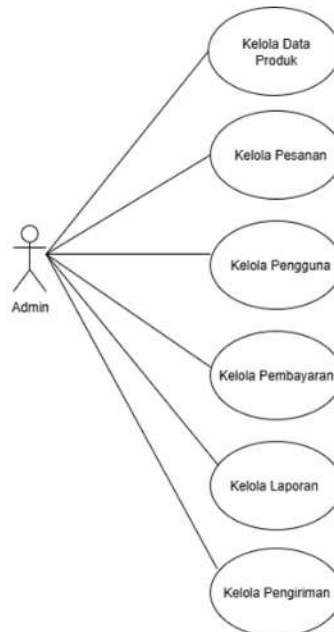 Kelola Data
Produk
Kelola Pesanan
Kelola Pengguna
Admin
Kelola Pembayaran
Kelola Laporan
Kelola Pengiriman